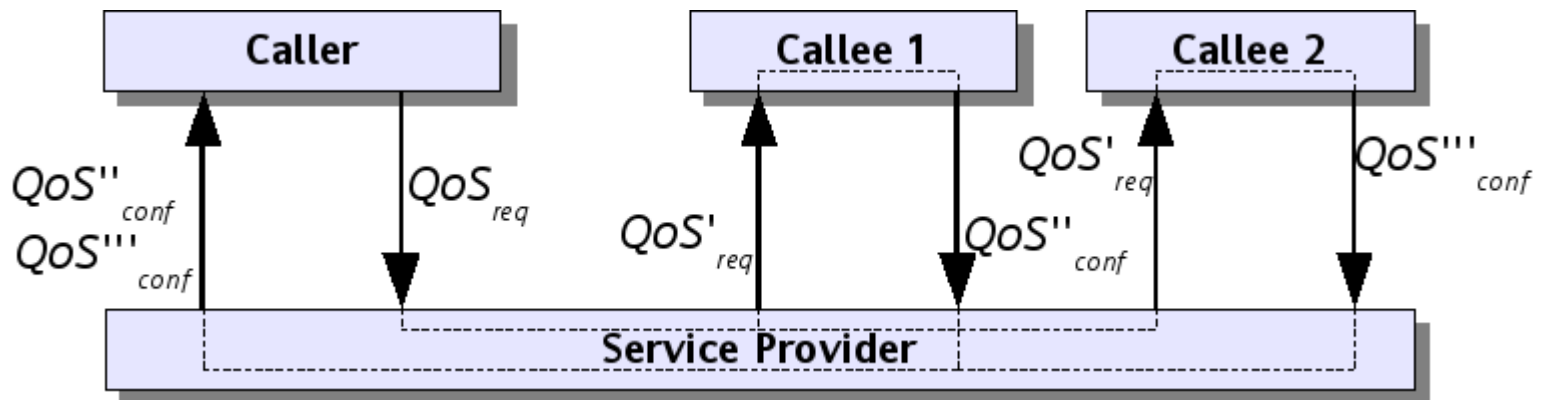 Caller
Callee 1
Callee 2
QoS''conf
QoS'''conf
QoSreq
QoS'req
QoS''conf
QoS'req
QoS'''conf
Service Provider